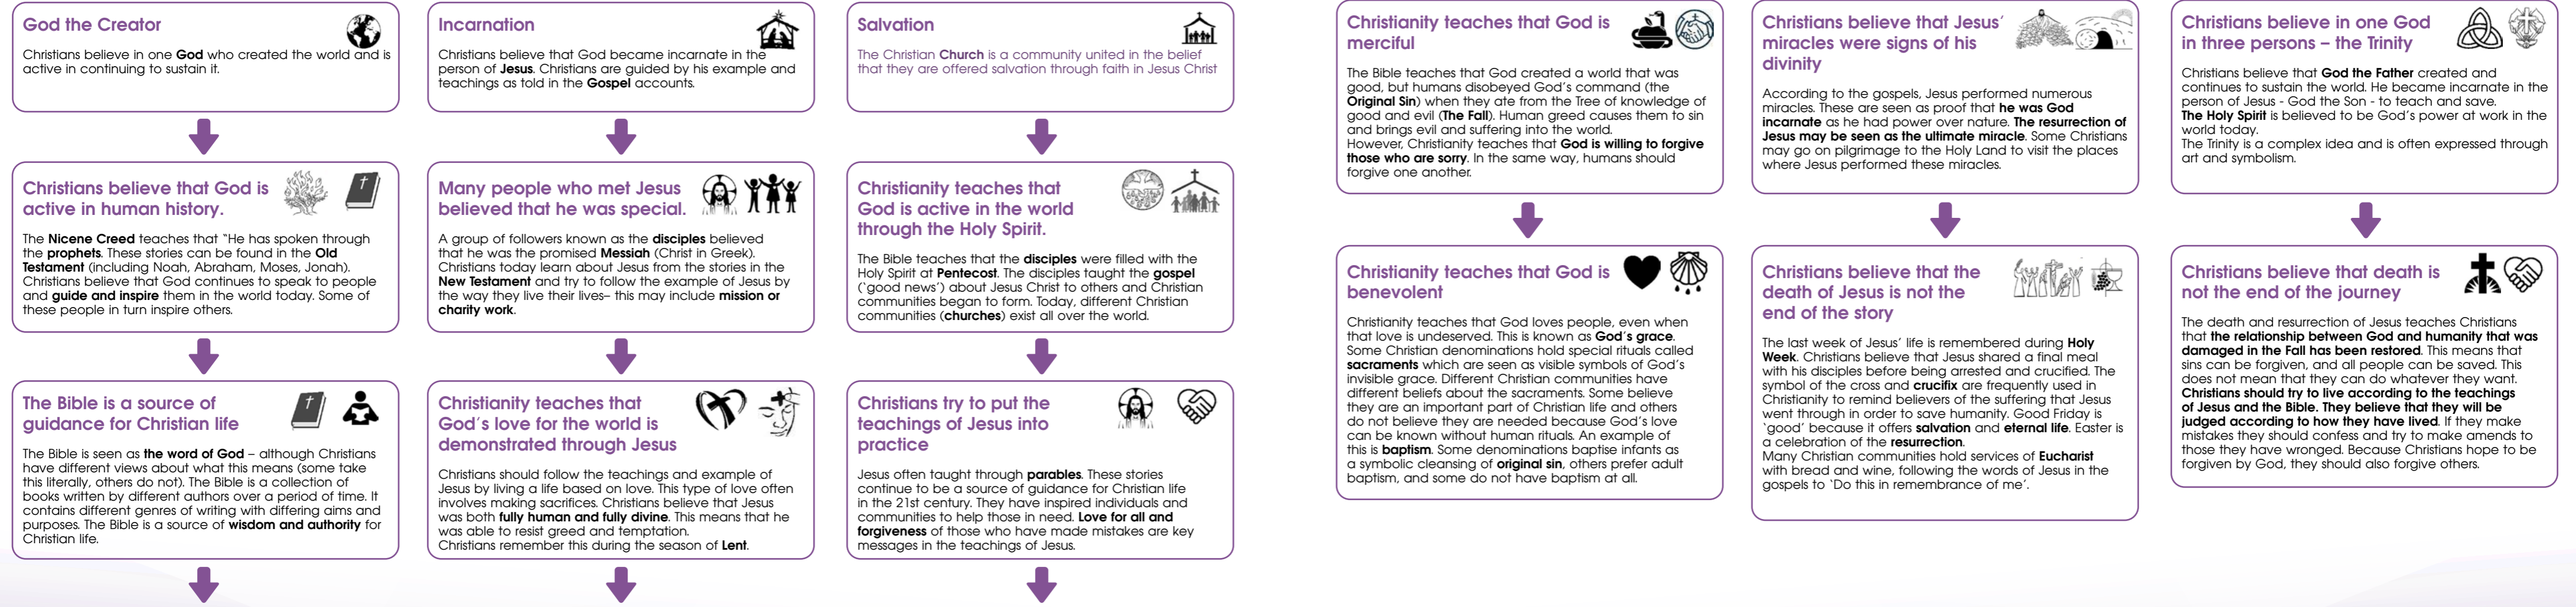 God the Creator
Christians believe in one God who created the world and is
active in continuing to sustain it.
Christians believe that God is
active in human history.
The Nicene Creed teaches that “He has spoken through
the prophets. These stories can be found in the Old
Testament (including Noah, Abraham, Moses, Jonah).
Christians believe that God continues to speak to people
and guide and inspire them in the world today. Some of
these people in turn inspire others.
The Bible is a source of
guidance for Christian life
The Bible is seen as the word of God – although Christians
have different views about what this means (some take
this literally, others do not). The Bible is a collection of
books written by different authors over a period of time. It
contains different genres of writing with differing aims and
purposes. The Bible is a source of wisdom and authority for
Christian life.
Incarnation
Christians believe that God became incarnate in the
person of Jesus. Christians are guided by his example and
teachings as told in the Gospel accounts.
Many people who met Jesus
believed that he was special.
A group of followers known as the disciples believed
that he was the promised Messiah (Christ in Greek).
Christians today learn about Jesus from the stories in the
New Testament and try to follow the example of Jesus by
the way they live their lives– this may include mission or
charity work.
Christianity teaches that
God’s love for the world is
demonstrated through Jesus
Christians should follow the teachings and example of
Jesus by living a life based on love. This type of love often
involves making sacrifices. Christians believe that Jesus
was both fully human and fully divine. This means that he
was able to resist greed and temptation.
Christians remember this during the season of Lent.
Salvation
The Christian Church is a community united in the belief
that they are offered salvation through faith in Jesus Christ
Christianity teaches that
God is active in the world
through the Holy Spirit.
The Bible teaches that the disciples were filled with the
Holy Spirit at Pentecost. The disciples taught the gospel
(‘good news’) about Jesus Christ to others and Christian
communities began to form. Today, different Christian
communities (churches) exist all over the world.
Christians try to put the
teachings of Jesus into
practice
Jesus often taught through parables. These stories
continue to be a source of guidance for Christian life
in the 21st century. They have inspired individuals and
communities to help those in need. Love for all and
forgiveness of those who have made mistakes are key
messages in the teachings of Jesus.
Christianity teaches that God is
merciful
The Bible teaches that God created a world that was
good, but humans disobeyed God’s command (the
Original Sin) when they ate from the Tree of knowledge of
good and evil (The Fall). Human greed causes them to sin
and brings evil and suffering into the world.
However, Christianity teaches that God is willing to forgive
those who are sorry. In the same way, humans should
forgive one another.
Christianity teaches that God is
benevolent
Christianity teaches that God loves people, even when
that love is undeserved. This is known as God’s grace.
Some Christian denominations hold special rituals called
sacraments which are seen as visible symbols of God’s
invisible grace. Different Christian communities have
different beliefs about the sacraments. Some believe
they are an important part of Christian life and others
do not believe they are needed because God’s love
can be known without human rituals. An example of
this is baptism. Some denominations baptise infants as
a symbolic cleansing of original sin, others prefer adult
baptism, and some do not have baptism at all.
Christians believe that Jesus’
miracles were signs of his
divinity
According to the gospels, Jesus performed numerous
miracles. These are seen as proof that he was God
incarnate as he had power over nature. The resurrection of
Jesus may be seen as the ultimate miracle. Some Christians
may go on pilgrimage to the Holy Land to visit the places
where Jesus performed these miracles.
Christians believe that the
death of Jesus is not the
end of the story
The last week of Jesus’ life is remembered during Holy
Week. Christians believe that Jesus shared a final meal
with his disciples before being arrested and crucified. The
symbol of the cross and crucifix are frequently used in
Christianity to remind believers of the suffering that Jesus
went through in order to save humanity. Good Friday is
‘good’ because it offers salvation and eternal life. Easter is
a celebration of the resurrection.
Many Christian communities hold services of Eucharist
with bread and wine, following the words of Jesus in the
gospels to ‘Do this in remembrance of me’.
Christians believe in one God
in three persons – the Trinity
Christians believe that God the Father created and
continues to sustain the world. He became incarnate in the
person of Jesus - God the Son - to teach and save.
The Holy Spirit is believed to be God’s power at work in the
world today.
The Trinity is a complex idea and is often expressed through
art and symbolism.
Christians believe that death is
not the end of the journey
The death and resurrection of Jesus teaches Christians
that the relationship between God and humanity that was
damaged in the Fall has been restored. This means that
sins can be forgiven, and all people can be saved. This
does not mean that they can do whatever they want.
Christians should try to live according to the teachings
of Jesus and the Bible. They believe that they will be
judged according to how they have lived. If they make
mistakes they should confess and try to make amends to
those they have wronged. Because Christians hope to be
forgiven by God, they should also forgive others.